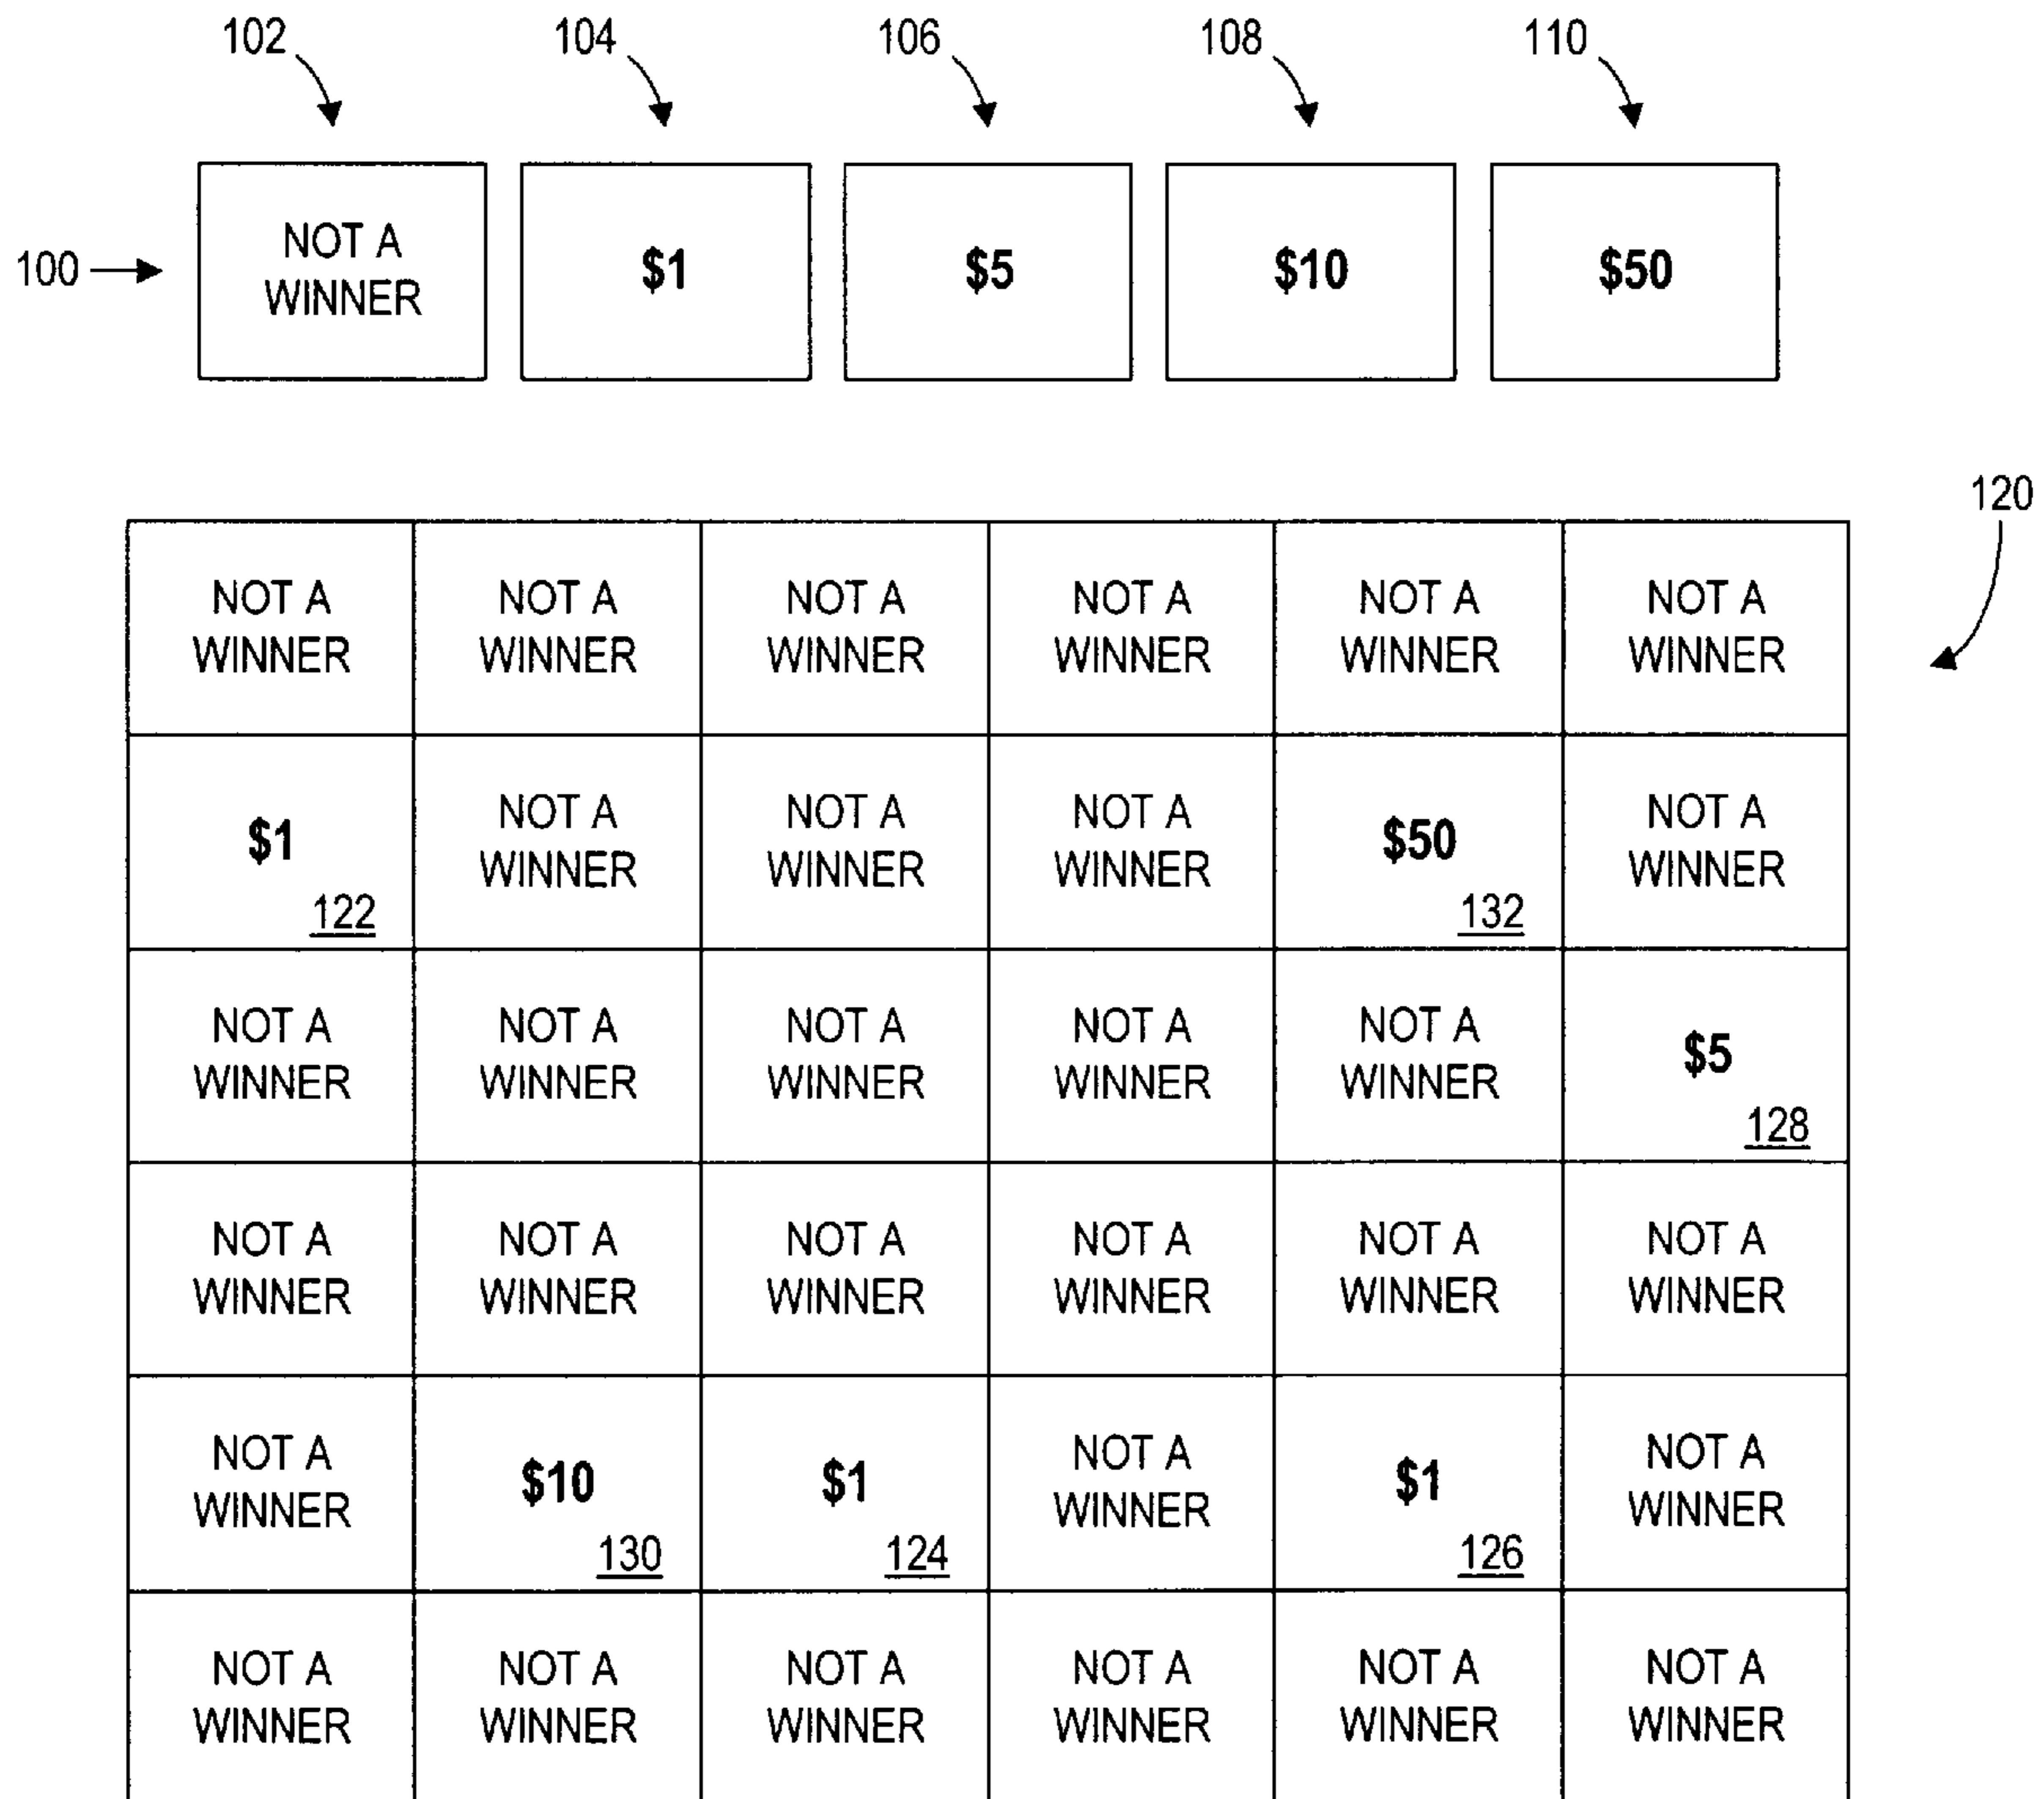 102 104 106 108 110
100 NOT A WINNER $1 $5 $10 $50
120
NOT A NOT A NOT A NOT A NOT A NOT A
WINNER WINNER WINNER WINNER WINNER WINNER
$1 NOT A NOT A NOT A $50 NOT A
WINNER WINNER WINNER WINNER
122 132
NOT A NOT A NOT A NOT A NOT A $5
WINNER WINNER WINNER WINNER WINNER
128
NOT A NOT A NOT A NOT A NOT A NOT A
WINNER WINNER WINNER WINNER WINNER WINNER
NOT A $10 $1 NOT A $1 NOT A
WINNER WINNER WINNER
130 124 126
NOT A NOT A NOT A NOT A NOT A NOT A
WINNER WINNER WINNER WINNER WINNER WINNER